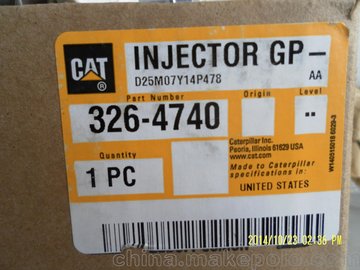 CAT
®
INJECTOR GP-
D25M07Y14P478
AA
Part Number
Origin
Level
326-4740
--
Caterpillar Inc.
Peoria, Illinois 61629 USA
www.cat.com
Quantity
1 PC
Made to Caterpillar
specifications in:
UNITED STATES
2014/10/23 02:36 PM
china.makepolo.com